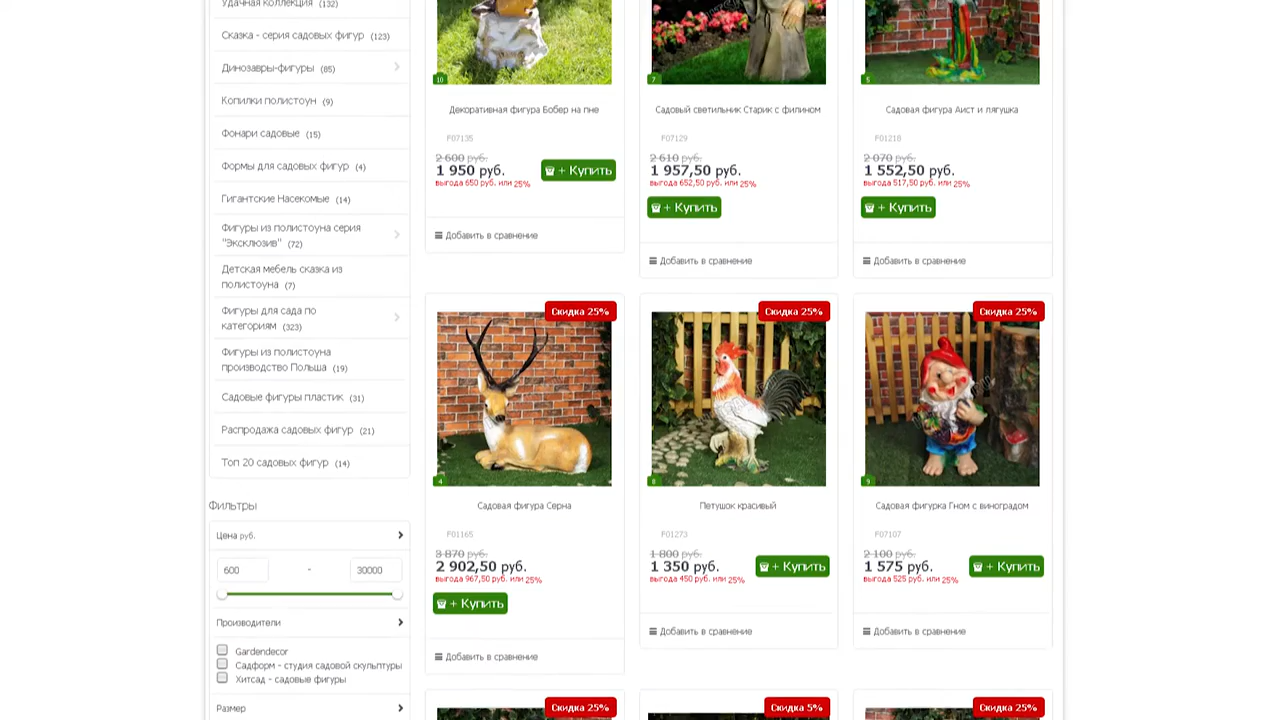 Удачная коллекция (132)
Сказка - серия садовых фигур (123)
Динозавры-фигуры (85)
Копилки полистоун (9)
Фонари садовые (15)
Формы для садовых фигур (4)
Гигантские Насекомые (14)
Фигуры из полистоуна серия
"Эксклюзив" (72)
Детская мебель сказка из
полистоуна (7)
Фигуры для сада по
категориям (323)
Фигуры из полистоуна
производство Польша (19)
Садовые фигуры пластик (31)
Распродажа садовых фигур (21)
Топ 20 садовых фигур (14)
Фильтры
Цена руб.
600 - 30000
Производители
Gardendecor
Садформ - студия садовой скульптуры
Хитсад - садовые фигуры
Размер
10
Декоративная фигура Бобер на пне
F07135
2 600 руб.
1 950 руб.
выгода 650 руб. или 25%
+ Купить
Добавить в сравнение
7
Садовый светильник Старик с филином
F07129
2 610 руб.
1 957,50 руб.
выгода 652,50 руб. или 25%
+ Купить
Добавить в сравнение
5
Садовая фигура Аист и лягушка
F01218
2 070 руб.
1 552,50 руб.
выгода 517,50 руб. или 25%
+ Купить
Добавить в сравнение
Скидка 25%
4
Садовая фигура Серна
F01165
3 870 руб.
2 902,50 руб.
выгода 967,50 руб. или 25%
+ Купить
Добавить в сравнение
Скидка 25%
8
Петушок красивый
F01273
1 800 руб.
1 350 руб.
выгода 450 руб. или 25%
+ Купить
Добавить в сравнение
Скидка 25%
9
Садовая фигурка Гном с виноградом
F07107
2 100 руб.
1 575 руб.
выгода 525 руб. или 25%
+ Купить
Добавить в сравнение
Скидка 25%
Скидка 5%
Скидка 25%